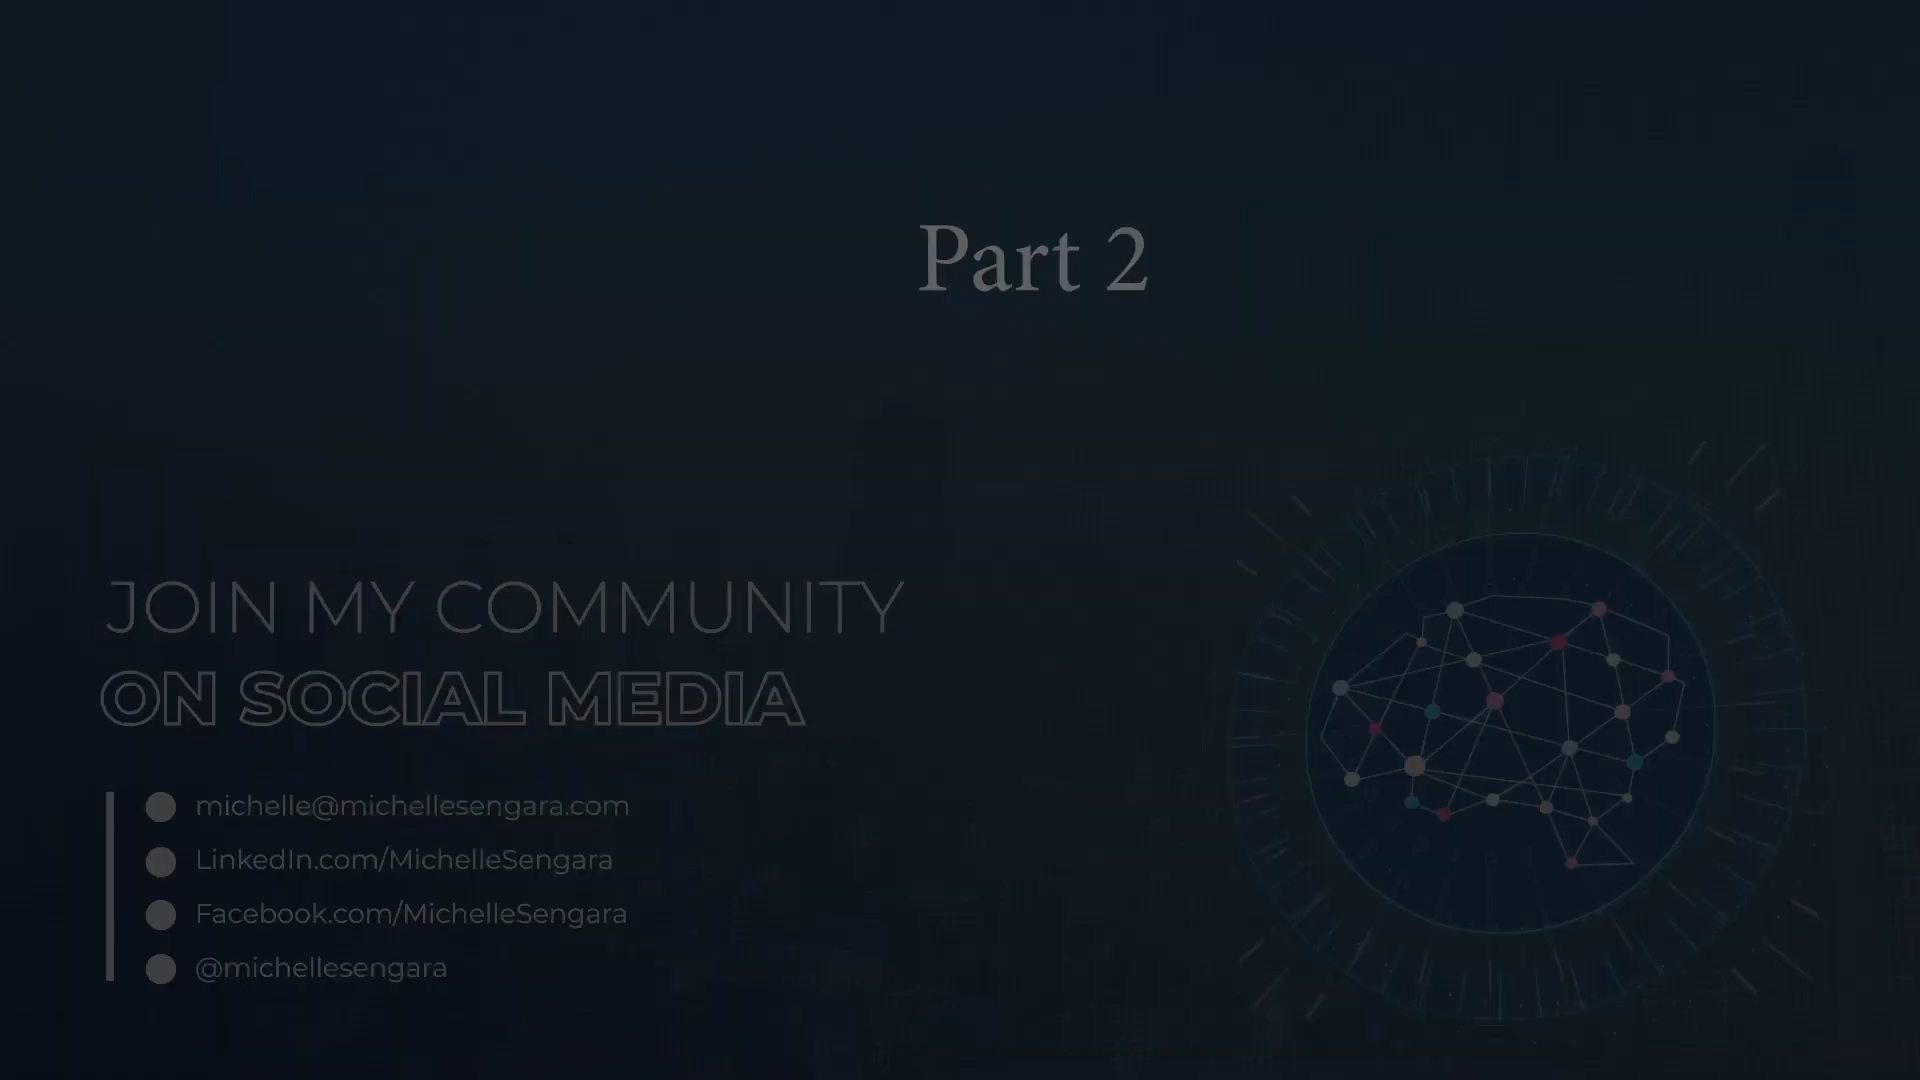 Part 2
JOIN MY COMMUNITY
ON SOCIAL MEDIA
michelle@michellesengara.com
LinkedIn.com/MichelleSengara
Facebook.com/MichelleSengara
@michellesengara